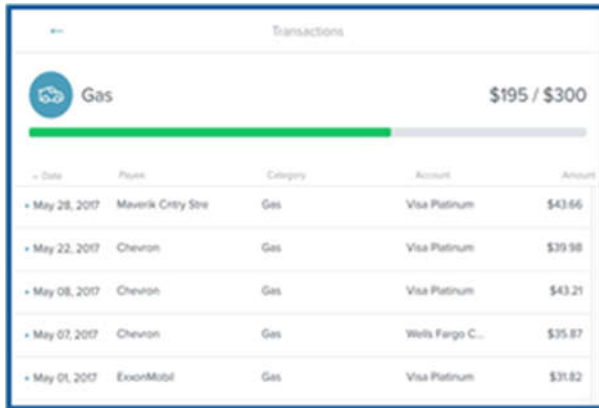 Transactions
Gas
$195 / $300
Date Payee Category Account Amount
May 28, 2017 Maverik Cntry Stre Gas Visa Platinum $43.66
May 22, 2017 Chevron Gas Visa Platinum $39.98
May 08, 2017 Chevron Gas Visa Platinum $43.21
May 07, 2017 Chevron Gas Wells Fargo C... $35.87
May 01, 2017 ExxonMobil Gas Visa Platinum $31.82